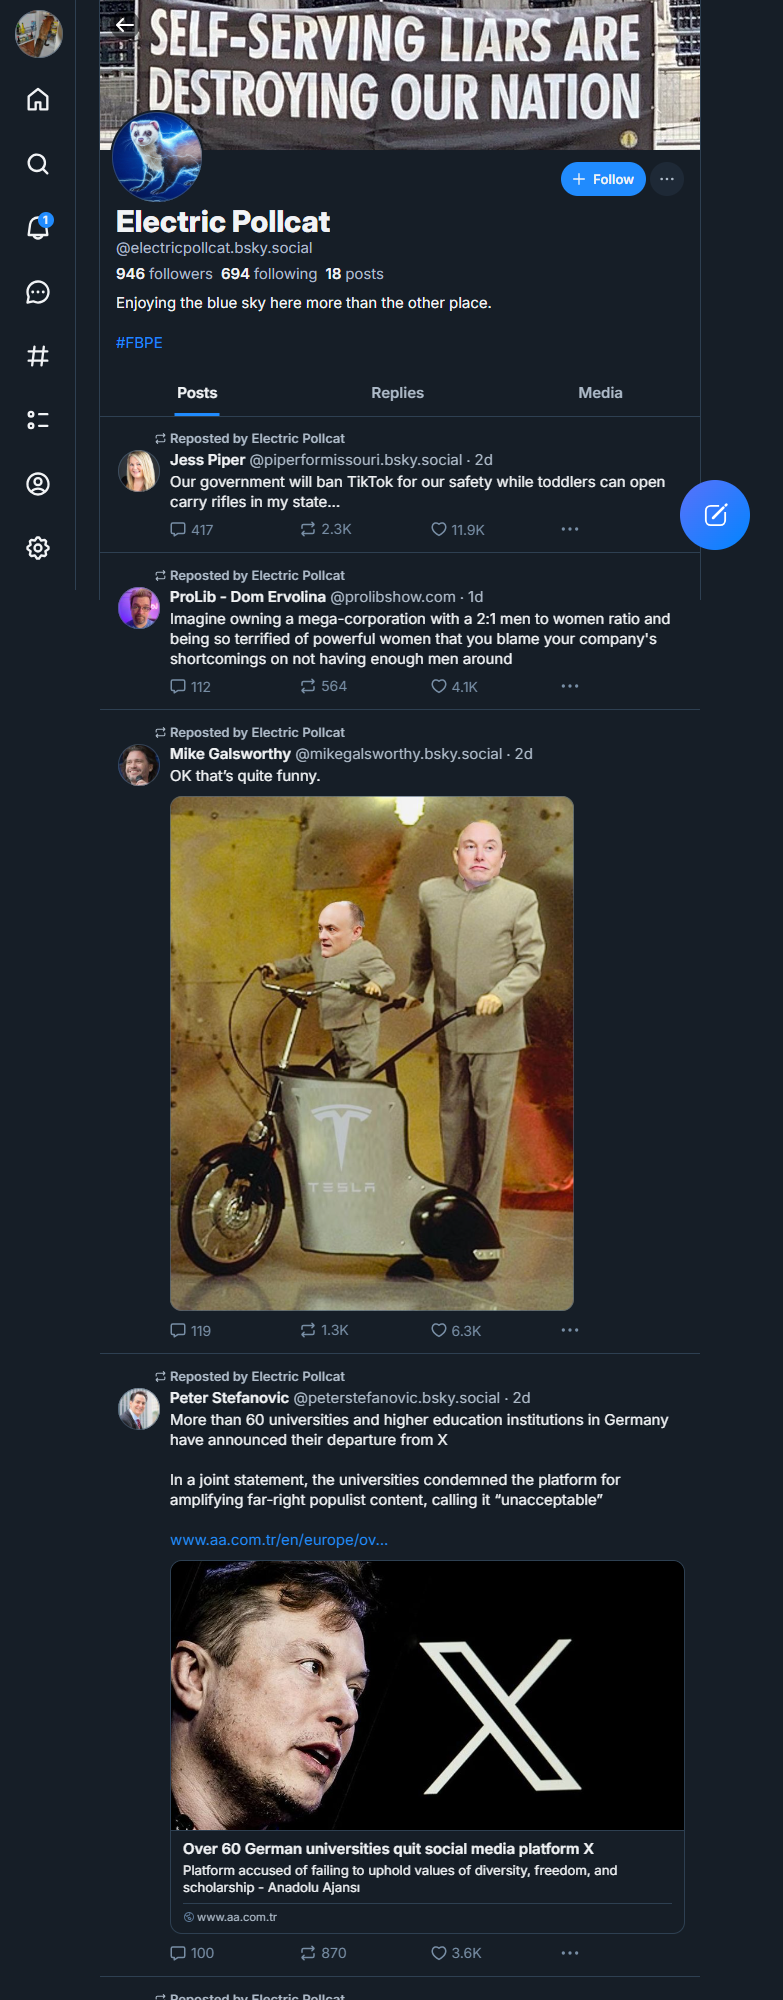 SELF-SERVING LIARS ARE
DESTROYING OUR NATION
Follow
Electric Pollcat
@electricpollcat.bsky.social
1
946 followers 694 following 18 posts
Enjoying the blue sky here more than the other place.
#FBPE
Posts Replies Media
Reposted by Electric Pollcat
Jess Piper @piperformissouri.bsky.social · 2d
Our government will ban TikTok for our safety while toddlers can open
carry rifles in my state...
417 2.3K 11.9K
Reposted by Electric Pollcat
ProLib - Dom Ervolina @prolibshow.com · 1d
Imagine owning a mega-corporation with a 2:1 men to women ratio and
being so terrified of powerful women that you blame your company's
shortcomings on not having enough men around
112 564 4.1K
Reposted by Electric Pollcat
Mike Galsworthy @mikegalsworthy.bsky.social · 2d
OK that's quite funny.
TESLA
119 1.3K 6.3K
Reposted by Electric Pollcat
Peter Stefanovic @peterstefanovic.bsky.social · 2d
More than 60 universities and higher education institutions in Germany
have announced their departure from X
In a joint statement, the universities condemned the platform for
amplifying far-right populist content, calling it “unacceptable”
www.aa.com.tr/en/europe/ov...
X
Over 60 German universities quit social media platform X
Platform accused of failing to uphold values of diversity, freedom, and
scholarship - Anadolu Ajansı
www.aa.com.tr
100 870 3.6K
Reposted by Electric Pollcat